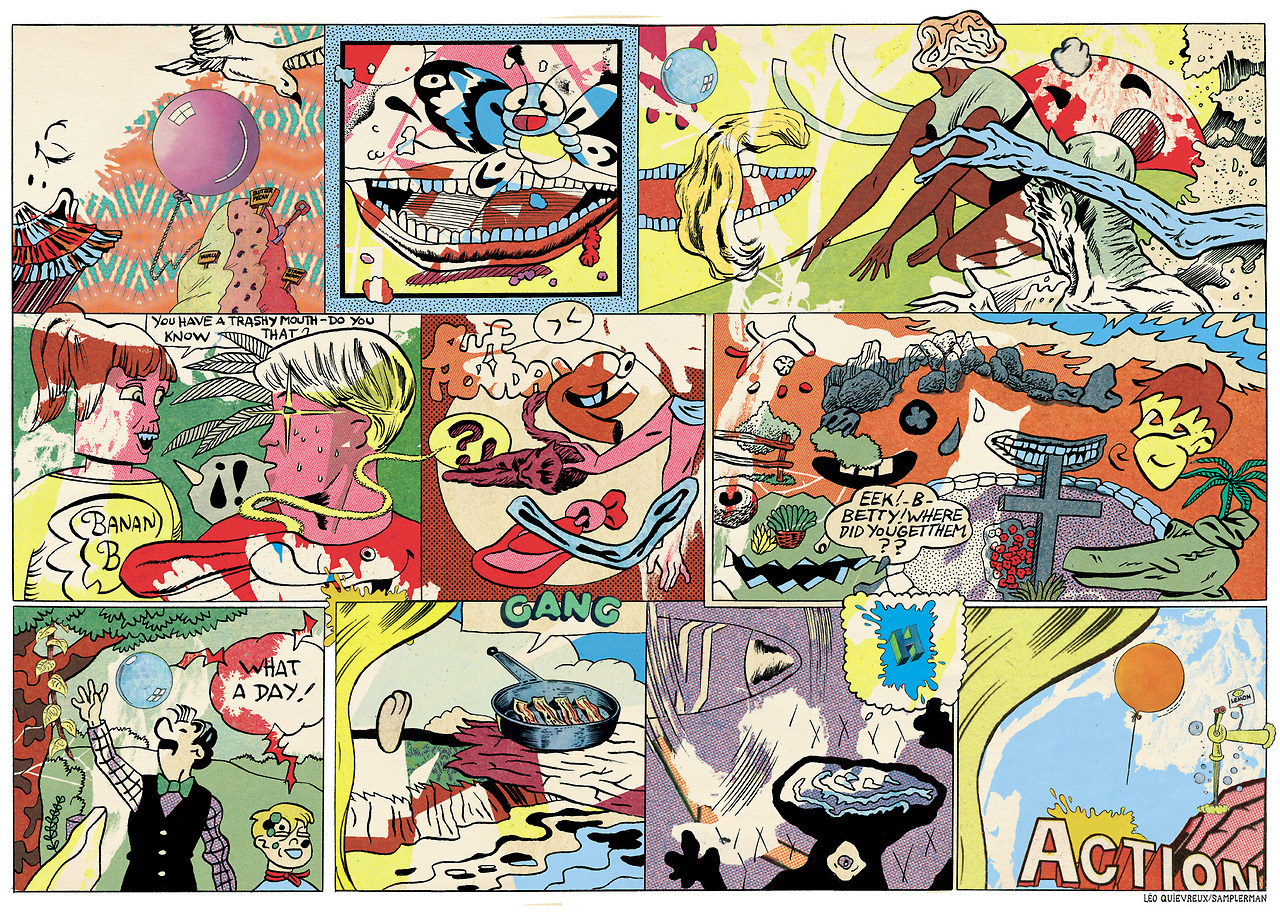 YOU HAVE A TRASHY MOUTH-DO YOU
KNOW THAT?
BANAN
B
?!
¡!
EEK!-B-
BETTY! WHERE
DID YOU GET THEM
??
GANG
WHAT
A DAY!
H
LEMON
ACTION
LÉO QUIEVREUX/SAMPLERMAN